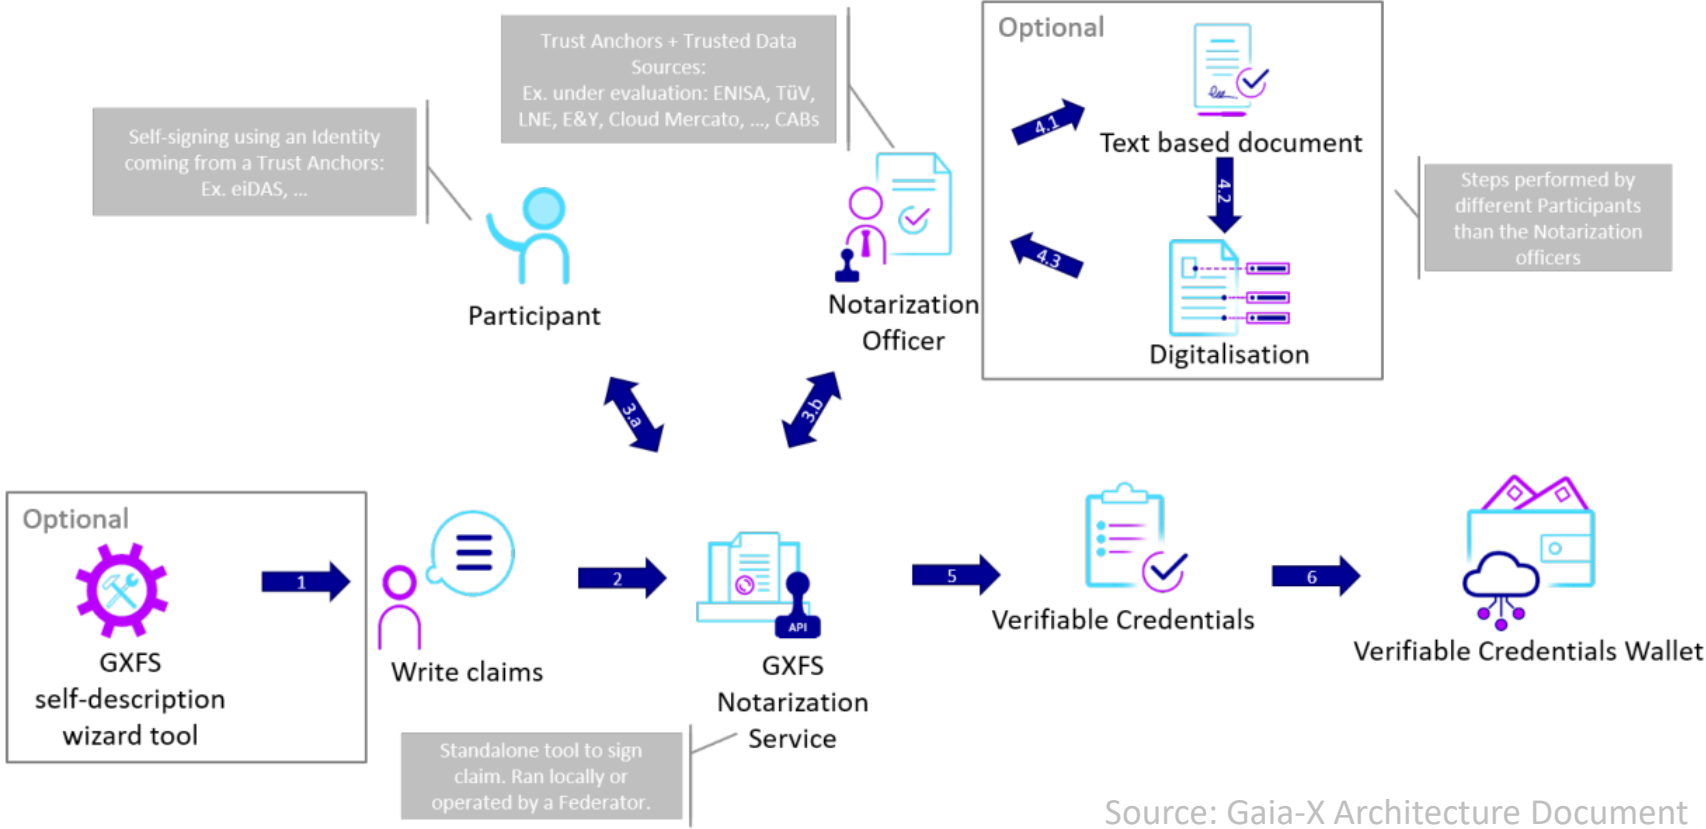 Trust Anchors + Trusted Data
Sources:
Ex. under evaluation: ENISA, TüV,
LNE, E&Y, Cloud Mercato, ..., CABs
Self-signing using an Identity
coming from a Trust Anchors:
Ex. eiDAS, ...
Participant
Notarization
Officer
Optional
4.1
Text based document
4.2
4.3
Digitalisation
Steps performed by
different Participants
than the Notarization
officers
3.a
3.b
Optional
GXFS
self-description
wizard tool
1
Write claims
2
API
GXFS
Notarization
Service
Standalone tool to sign
claim. Ran locally or
operated by a Federator.
5
Verifiable Credentials
6
Verifiable Credentials Wallet
Source: Gaia-X Architecture Document